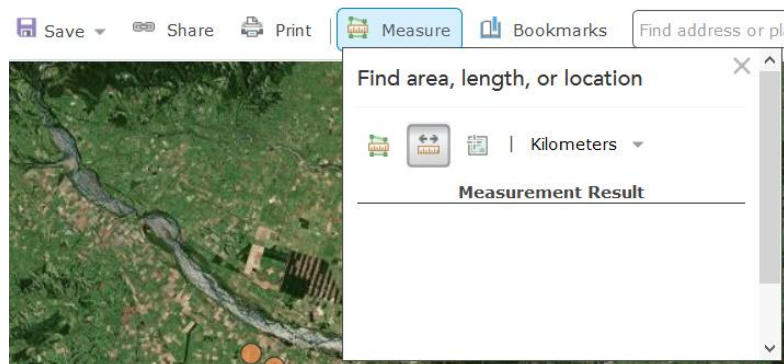 Save Share Print Measure Bookmarks Find address or pl
Find area, length, or location
Kilometers
Measurement Result